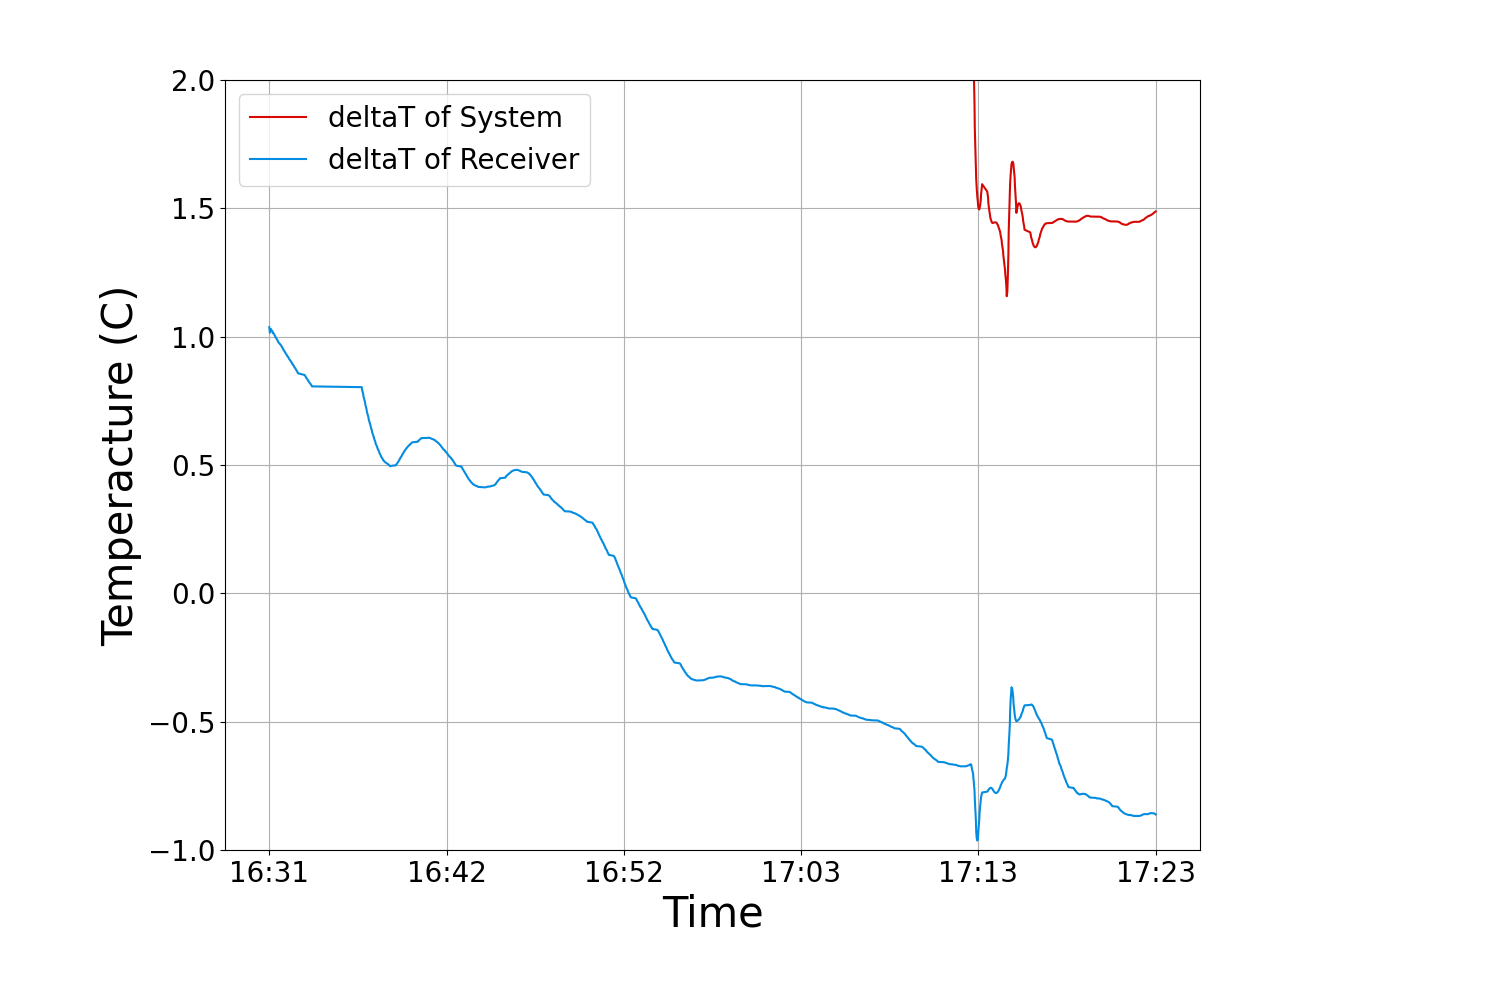 2.0
deltaT of System
deltaT of Receiver
1.5
1.0
0.5
0.0
−0.5
−1.0
Temperacture (C)
16:31 16:42 16:52 17:03 17:13 17:23
Time